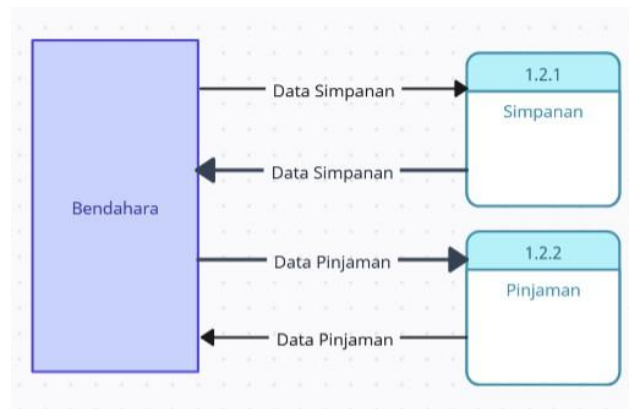 1.2.1
Data Simpanan
Simpanan
Data Simpanan
Bendahara
1.2.2
Data Pinjaman
Pinjaman
Data Pinjaman